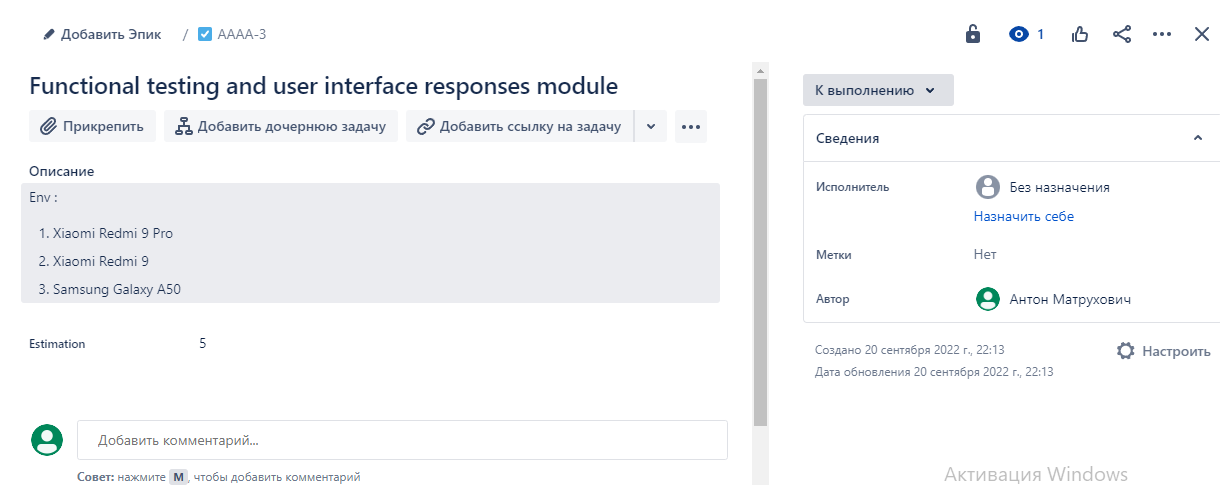 Добавить Эпик / АААА-3
1
Functional testing and user interface responses module
Прикрепить
Добавить дочернюю задачу
Добавить ссылку на задачу
Описание
Env :
1. Xiaomi Redmi 9 Pro
2. Xiaomi Redmi 9
3. Samsung Galaxy A50
Estimation 5
Добавить комментарий...
Совет: нажмите M, чтобы добавить комментарий
К выполнению
Сведения
Исполнитель Без назначения
Назначить себе
Метки Нет
Автор Антон Матрухович
Создано 20 сентября 2022 г., 22:13
Настроить
Дата обновления 20 сентября 2022 г., 22:13
Активация Windows